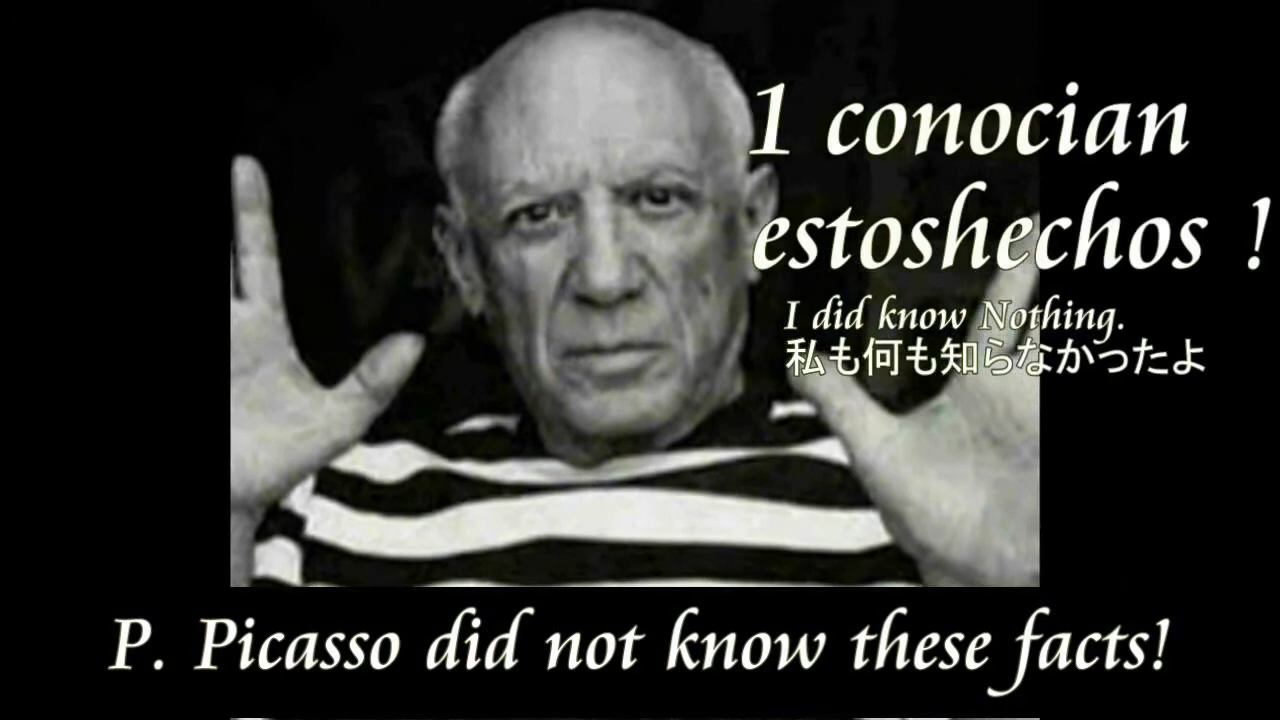 1 conocian
estoshechos !
I did know Nothing.
私も何も知らなかったよ
P. Picasso did not know these facts!